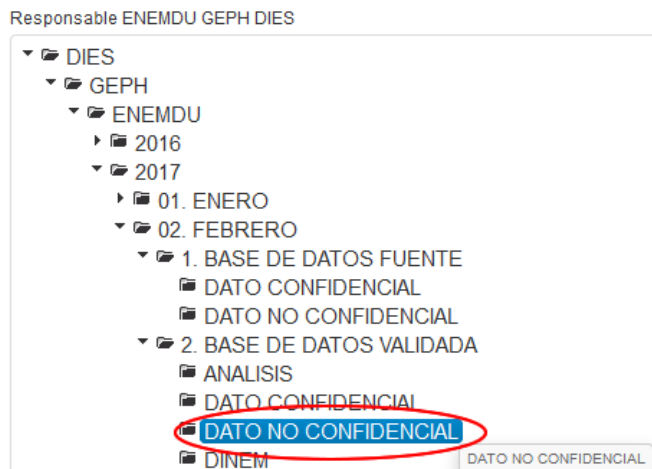 Responsable ENEMDU GEPH DIES
DIES
GEPH
ENEMDU
2016
2017
01. ENERO
02. FEBRERO
1. BASE DE DATOS FUENTE
DATO CONFIDENCIAL
DATO NO CONFIDENCIAL
2. BASE DE DATOS VALIDADA
ANALISIS
DATO CONFIDENCIAL
DATO NO CONFIDENCIAL
DINEM
DATO NO CONFIDENCIAL